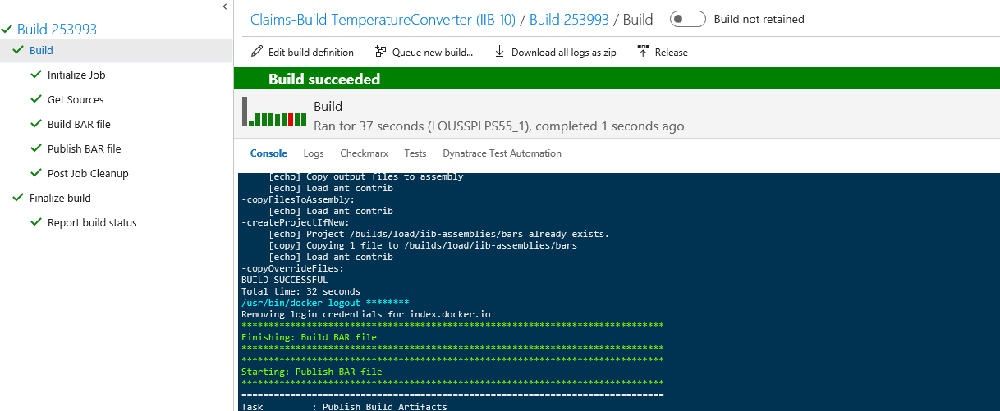 Build 253993
Build
Initialize Job
Get Sources
Build BAR file
Publish BAR file
Post Job Cleanup
Finalize build
Report build status
Claims-Build TemperatureConverter (IIB 10) / Build 253993 / Build
Build not retained
Edit build definition
Queue new build...
Download all logs as zip
Release
Build succeeded
Build
Ran for 37 seconds (LOUSSPLPS55_1), completed 1 seconds ago
Console Logs Checkmarx Tests Dynatrace Test Automation
[echo] Copy output files to assembly
[echo] Load ant contrib
-copyFilesToAssembly:
[echo] Load ant contrib
-createProjectIfNew:
[echo] Project /builds/load/iib-assemblies/bars already exists.
[copy] Copying 1 file to /builds/load/iib-assemblies/bars
[echo] Load ant contrib
-copyOverrideFiles:
BUILD SUCCESSFUL
Total time: 32 seconds
/usr/bin/docker logout ********
Removing login credentials for index.docker.io
******************************************************************************
Finishing: Build BAR file
******************************************************************************
******************************************************************************
Starting: Publish BAR file
******************************************************************************
==============================================================================
Task : Publish Build Artifacts